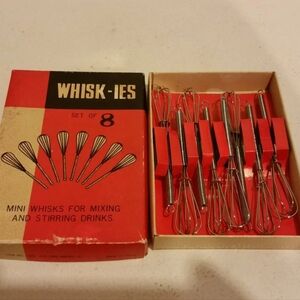 WHISK-IES
SET OF 8
MINI WHISKS FOR MIXING
AND STIRRING DRINKS.